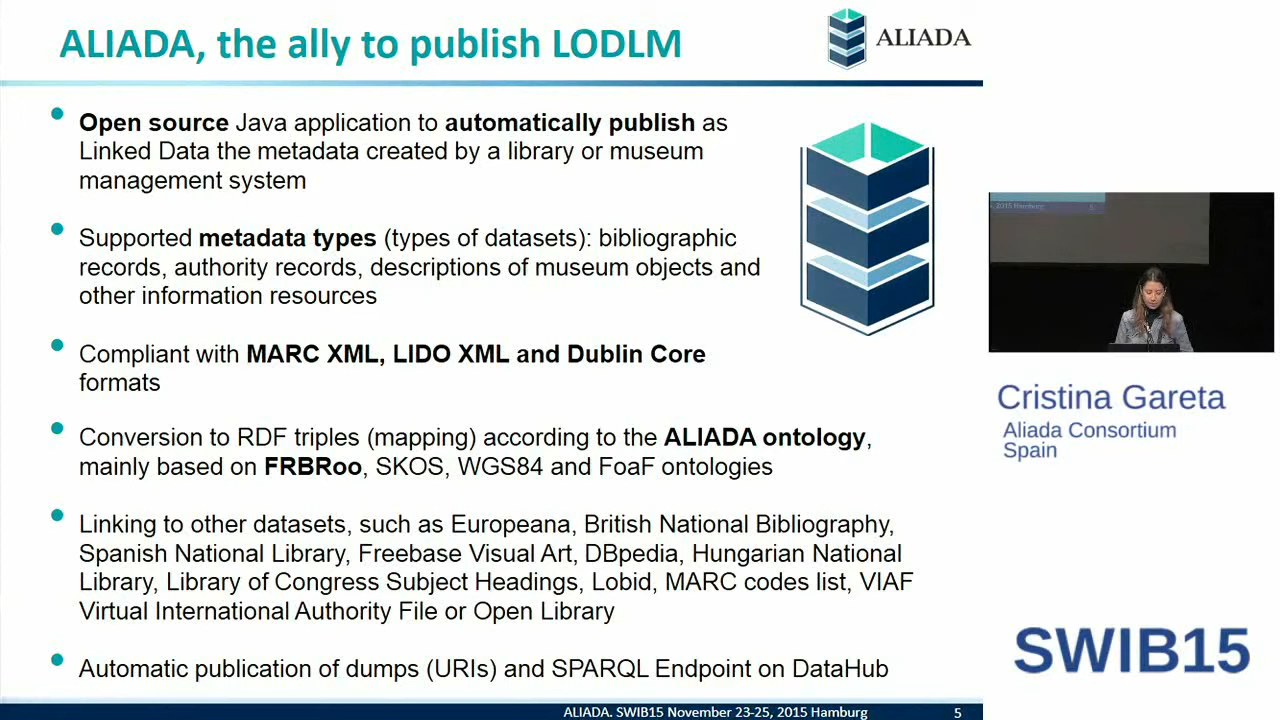 ALIADA, the ally to publish LODLM
ALIADA
Open source Java application to automatically publish as
Linked Data the metadata created by a library or museum
management system
Supported metadata types (types of datasets): bibliographic
records, authority records, descriptions of museum objects and
other information resources
Compliant with MARC XML, LIDO XML and Dublin Core
formats
Conversion to RDF triples (mapping) according to the ALIADA ontology,
mainly based on FRBRoo, SKOS, WGS84 and FoaF ontologies
Linking to other datasets, such as Europeana, British National Bibliography,
Spanish National Library, Freebase Visual Art, DBpedia, Hungarian National
Library, Library of Congress Subject Headings, Lobid, MARC codes list, VIAF
Virtual International Authority File or Open Library
Automatic publication of dumps (URIs) and SPARQL Endpoint on DataHub
ALIADA. SWIB15 November 23-25, 2015 Hamburg 5
, 2015 Hamburg 5
Cristina Gareta
Aliada Consortium
Spain
SWIB15